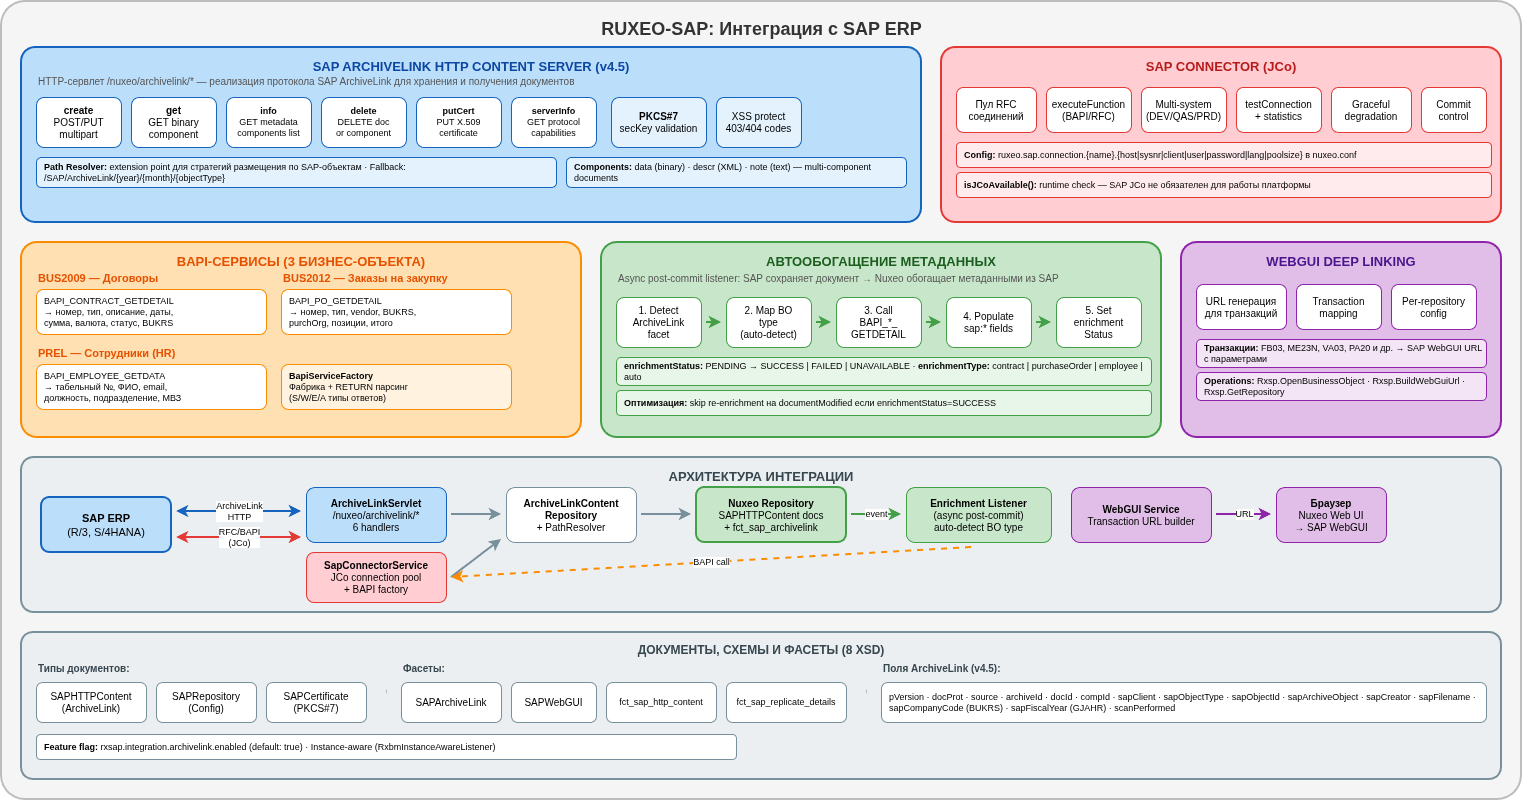 RUXEO-SAP: Интеграция с SAP ERP
SAP ARCHIVELINK HTTP CONTENT SERVER (v4.5)
HTTP-сервлет /nuxeo/archivelink/* — реализация протокола SAP ArchiveLink для хранения и получения документов
create
POST/PUT
multipart
get
GET binary
component
info
GET metadata
components list
delete
DELETE doc
or component
putCert
PUT X.509
certificate
serverInfo
GET protocol
capabilities
PKCS#7
secKey validation
XSS protect
403/404 codes
Path Resolver: extension point для стратегий размещения по SAP-объектам · Fallback:
/SAP/ArchiveLink/{year}/{month}/{objectType}
Components: data (binary) · descr (XML) · note (text) — multi-component
documents
SAP CONNECTOR (JCo)
Пул RFC
соединений
executeFunction
(BAPI/RFC)
Multi-system
(DEV/QAS/PRD)
testConnection
+ statistics
Graceful
degradation
Commit
control
Config: ruxeo.sap.connection.{name}.{host|sysnr|client|user|password|lang|poolsize} в nuxeo.conf
isJCoAvailable(): runtime check — SAP JCo не обязателен для работы платформы
BAPI-СЕРВИСЫ (3 БИЗНЕС-ОБЪЕКТА)
BUS2009 — Договоры
BAPI_CONTRACT_GETDETAIL
→ номер, тип, описание, даты,
сумма, валюта, статус, BUKRS
BUS2012 — Заказы на закупку
BAPI_PO_GETDETAIL
→ номер, тип, vendor, BUKRS,
purchOrg, позиции, итого
PREL — Сотрудники (HR)
BAPI_EMPLOYEE_GETDATA
→ табельный №, ФИО, email,
должность, подразделение, МВЗ
BapiServiceFactory
Фабрика + RETURN парсинг
(S/W/E/A типы ответов)
АВТООБОГАЩЕНИЕ МЕТАДАННЫХ
Async post-commit listener: SAP сохраняет документ → Nuxeo обогащает метаданными из SAP
1. Detect
ArchiveLink
facet
2. Map BO
type
(auto-detect)
3. Call
BAPI_*_
GETDETAIL
4. Populate
sap:* fields
5. Set
enrichment
Status
enrichmentStatus: PENDING → SUCCESS | FAILED | UNAVAILABLE · enrichmentType: contract | purchaseOrder | employee |
auto
Оптимизация: skip re-enrichment на documentModified если enrichmentStatus=SUCCESS
WEBGUI DEEP LINKING
URL генерация
для транзакций
Transaction
mapping
Per-repository
config
Транзакции: FB03, ME23N, VA03, PA20 и др. → SAP WebGUI URL
с параметрами
Operations: Rxsp.OpenBusinessObject · Rxsp.BuildWebGuiUrl ·
Rxsp.GetRepository
АРХИТЕКТУРА ИНТЕГРАЦИИ
SAP ERP
(R/3, S/4HANA)
ArchiveLink
HTTP
RFC/BAPI
(JCo)
ArchiveLinkServlet
/nuxeo/archivelink/*
6 handlers
SapConnectorService
JCo connection pool
+ BAPI factory
ArchiveLinkContent
Repository
+ PathResolver
Nuxeo Repository
SAPHTTPContent docs
+ fct_sap_archivelink
event
Enrichment Listener
(async post-commit)
auto-detect BO type
BAPI call
WebGUI Service
Transaction URL builder
URL
Браузер
Nuxeo Web UI
→ SAP WebGUI
ДОКУМЕНТЫ, СХЕМЫ И ФАСЕТЫ (8 XSD)
Типы документов:
SAPHTTPContent
(ArchiveLink)
SAPRepository
(Config)
SAPCertificate
(PKCS#7)
Фасеты:
SAPArchiveLink
SAPWebGUI
fct_sap_http_content
fct_sap_replicate_details
Поля ArchiveLink (v4.5):
pVersion · docProt · source · archiveId · docId · compId · sapClient · sapObjectType · sapObjectId · sapArchiveObject · sapCreator · sapFilename ·
sapCompanyCode (BUKRS) · sapFiscalYear (GJAHR) · scanPerformed
Feature flag: rxsap.integration.archivelink.enabled (default: true) · Instance-aware (RxbmInstanceAwareListener)